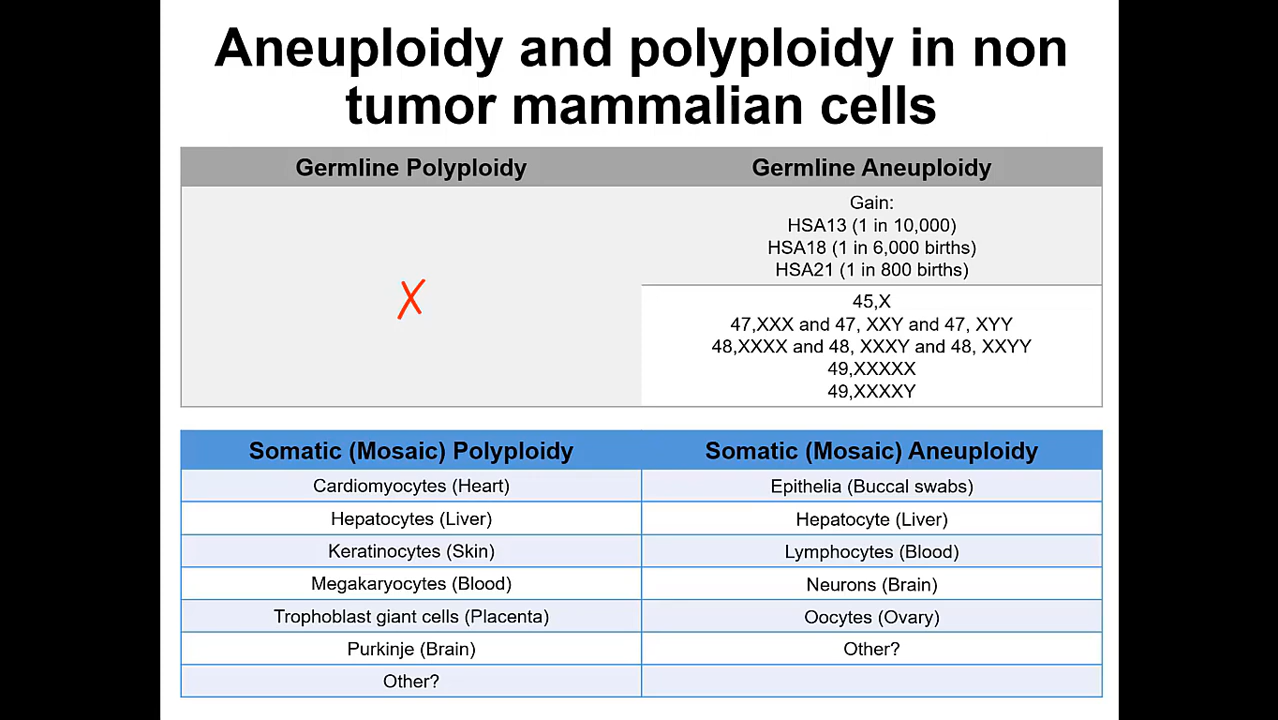 Aneuploidy and polyploidy in non
tumor mammalian cells
Germline Polyploidy
Germline Aneuploidy
X
Gain:
HSA13 (1 in 10,000)
HSA18 (1 in 6,000 births)
HSA21 (1 in 800 births)
45,X
47,XXX and 47, XXY and 47, XYY
48,XXXX and 48, XXXY and 48, XXYY
49,XXXXX
49,XXXXY
Somatic (Mosaic) Polyploidy
Somatic (Mosaic) Aneuploidy
Cardiomyocytes (Heart)
Epithelia (Buccal swabs)
Hepatocytes (Liver)
Hepatocyte (Liver)
Keratinocytes (Skin)
Lymphocytes (Blood)
Megakaryocytes (Blood)
Neurons (Brain)
Trophoblast giant cells (Placenta)
Oocytes (Ovary)
Purkinje (Brain)
Other?
Other?